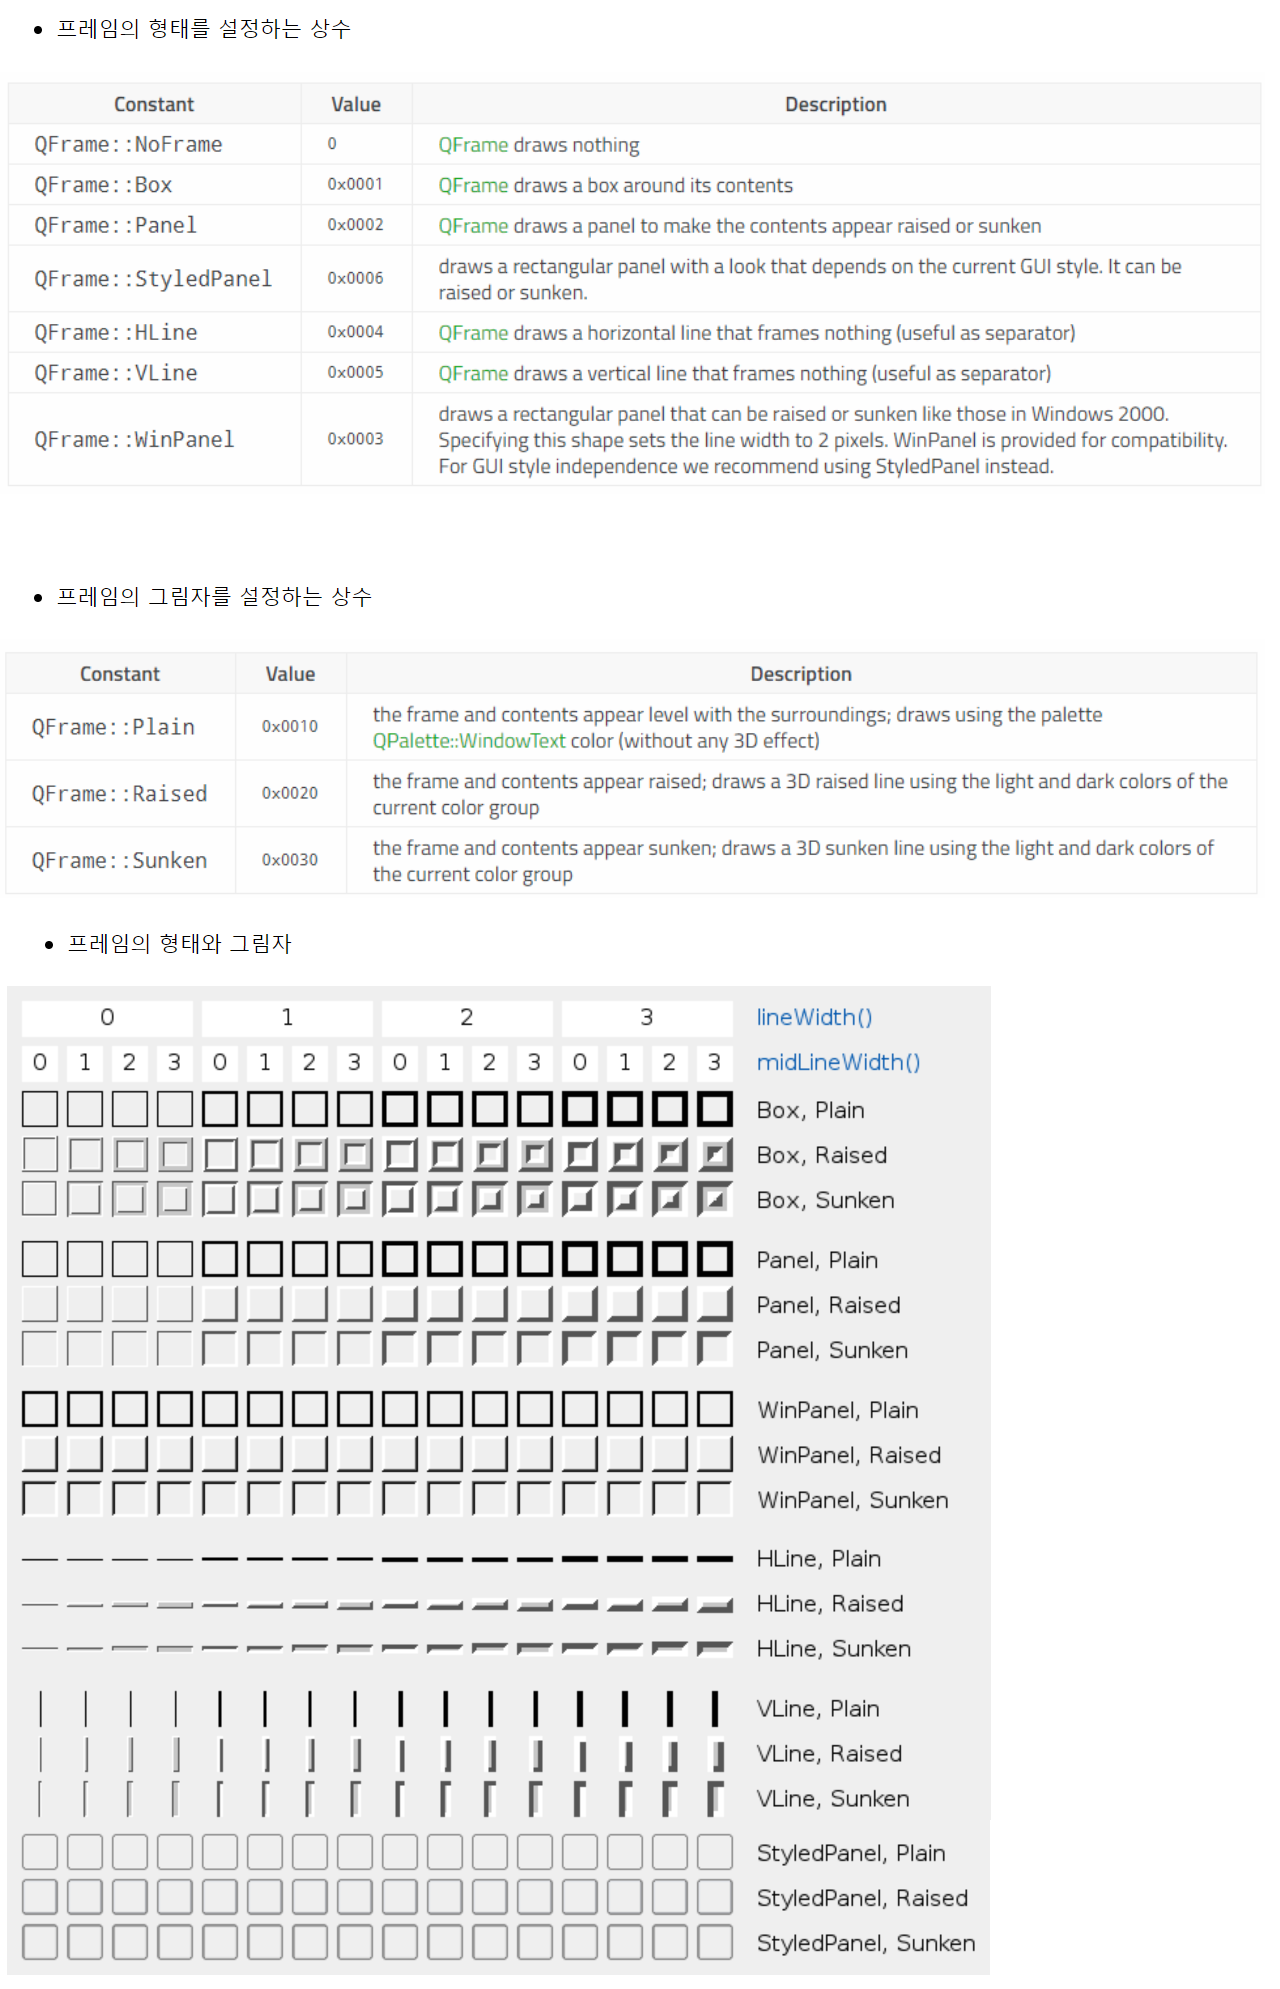 프레임의 형태를 설정하는 상수
Constant Value Description
QFrame::NoFrame 0 QFrame draws nothing
QFrame::Box 0x0001 QFrame draws a box around its contents
QFrame::Panel 0x0002 QFrame draws a panel to make the contents appear raised or sunken
QFrame::StyledPanel 0x0006 draws a rectangular panel with a look that depends on the current GUI style. It can be
raised or sunken.
QFrame::HLine 0x0004 QFrame draws a horizontal line that frames nothing (useful as separator)
QFrame::VLine 0x0005 QFrame draws a vertical line that frames nothing (useful as separator)
QFrame::WinPanel 0x0003 draws a rectangular panel that can be raised or sunken like those in Windows 2000.
Specifying this shape sets the line width to 2 pixels. WinPanel is provided for compatibility.
For GUI style independence we recommend using StyledPanel instead.
프레임의 그림자를 설정하는 상수
Constant Value Description
QFrame::Plain 0x0010 the frame and contents appear level with the surroundings; draws using the palette
QPalette::WindowText color (without any 3D effect)
QFrame::Raised 0x0020 the frame and contents appear raised; draws a 3D raised line using the light and dark colors of the
current color group
QFrame::Sunken 0x0030 the frame and contents appear sunken; draws a 3D sunken line using the light and dark colors of
the current color group
프레임의 형태와 그림자
0 1 2 3 lineWidth()
0 1 2 3 0 1 2 3 0 1 2 3 0 1 2 3 midLineWidth()
Box, Plain
Box, Raised
Box, Sunken
Panel, Plain
Panel, Raised
Panel, Sunken
WinPanel, Plain
WinPanel, Raised
WinPanel, Sunken
HLine, Plain
HLine, Raised
HLine, Sunken
VLine, Plain
VLine, Raised
VLine, Sunken
StyledPanel, Plain
StyledPanel, Raised
StyledPanel, Sunken